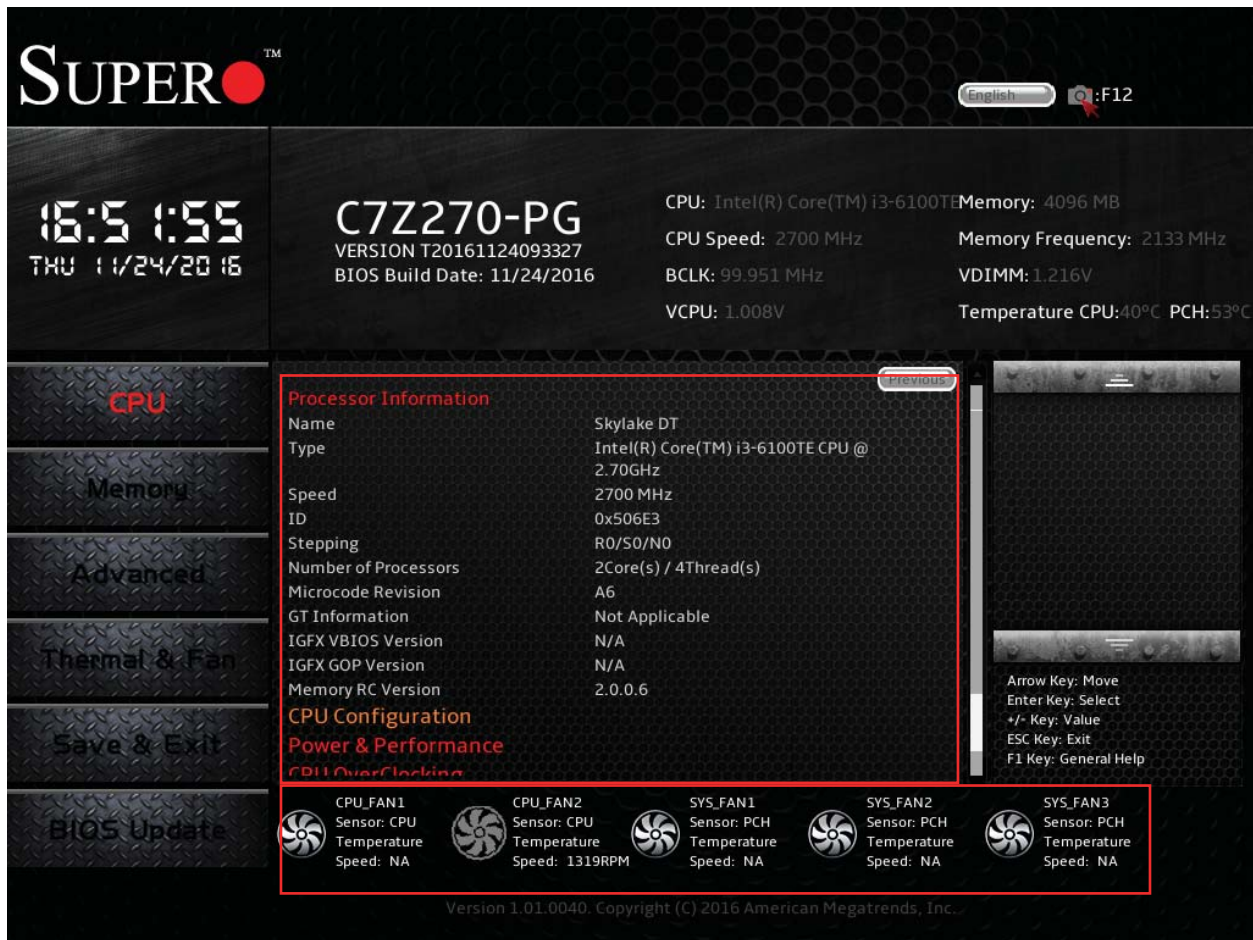 SUPER TM
English :F12
16:51:55
THU 11/24/2016
C7Z270-PG
VERSION T20161124093327
BIOS Build Date: 11/24/2016
CPU: Intel(R) Core(TM) i3-6100TE
CPU Speed: 2700 MHz
BCLK: 99.951 MHz
VCPU: 1.008V
Memory: 4096 MB
Memory Frequency: 2133 MHz
VDIMM: 1.216V
Temperature CPU:40°C PCH:53°C
CPU
Memory
Advanced
Thermal & Fan
Save & Exit
BIOS Update
Previous
Processor Information
Name Skylake DT
Type Intel(R) Core(TM) i3-6100TE CPU @
2.70GHz
Speed 2700 MHz
ID 0x506E3
Stepping R0/S0/N0
Number of Processors 2Core(s) / 4Thread(s)
Microcode Revision A6
GT Information Not Applicable
IGFX VBIOS Version N/A
IGFX GOP Version N/A
Memory RC Version 2.0.0.6
CPU Configuration
Power & Performance
CPU OverClocking
Arrow Key: Move
Enter Key: Select
+/- Key: Value
ESC Key: Exit
F1 Key: General Help
CPU_FAN1
Sensor: CPU
Temperature
Speed: NA
CPU_FAN2
Sensor: CPU
Temperature
Speed: 1319RPM
SYS_FAN1
Sensor: PCH
Temperature
Speed: NA
SYS_FAN2
Sensor: PCH
Temperature
Speed: NA
SYS_FAN3
Sensor: PCH
Temperature
Speed: NA
Version 1.01.0040. Copyright (C) 2016 American Megatrends, Inc.